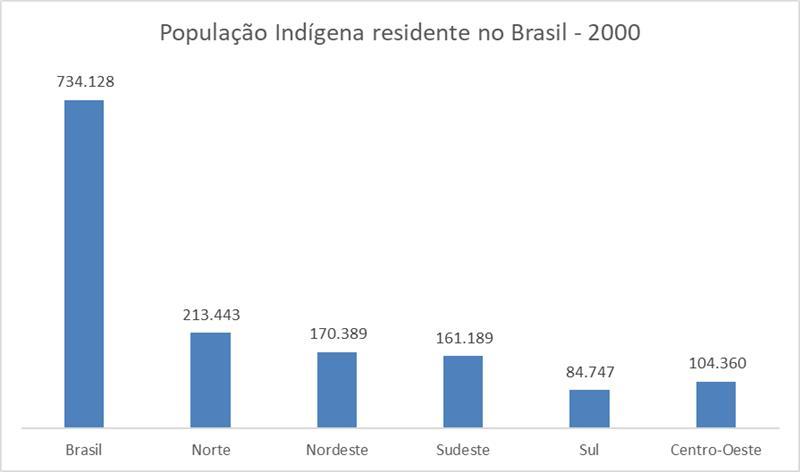 População Indígena residente no Brasil - 2000
734.128
213.443
170.389
161.189
84.747
104.360
Brasil
Norte
Nordeste
Sudeste
Sul
Centro-Oeste